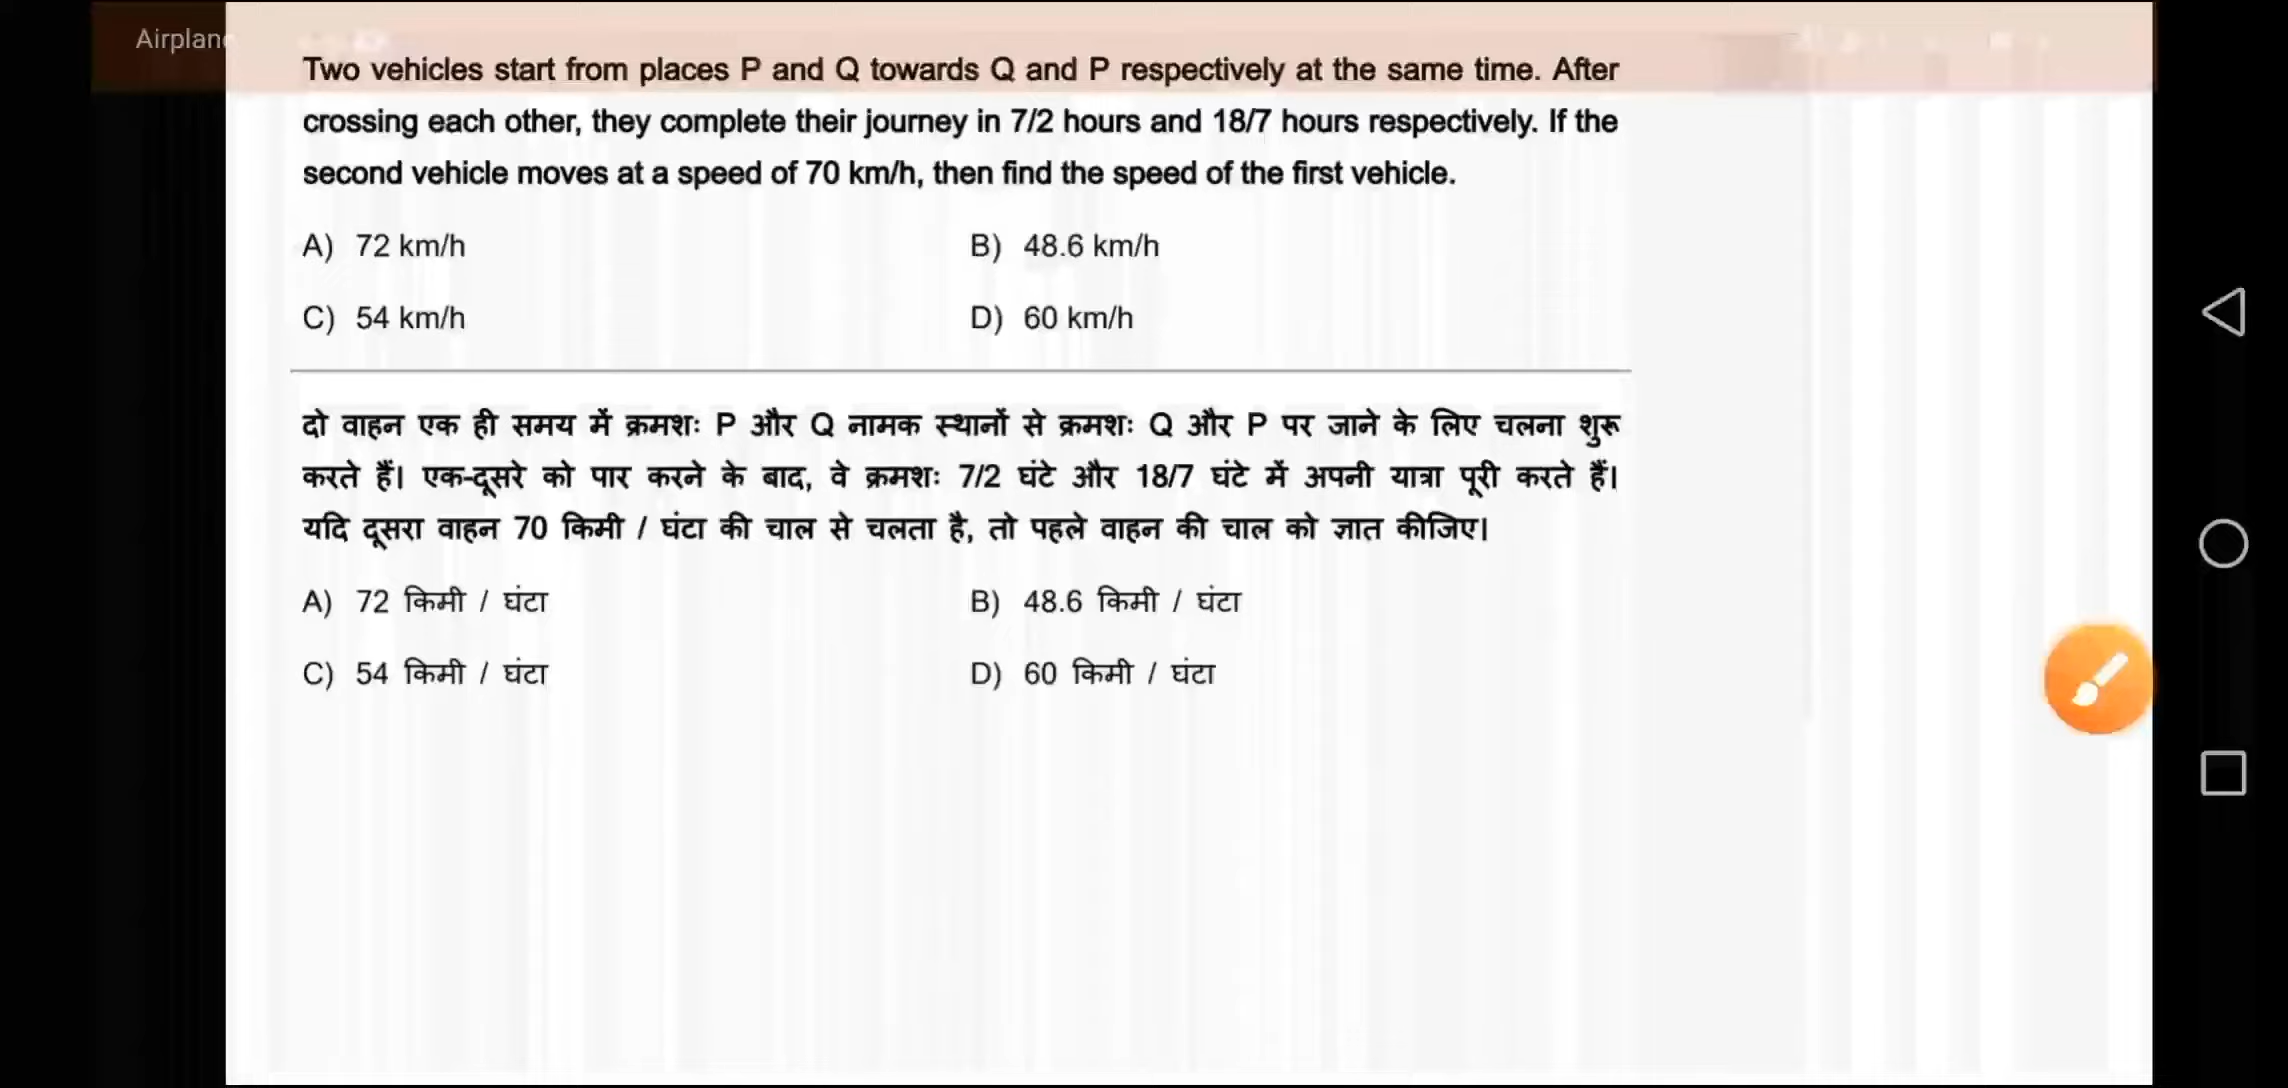 Airplan
Two vehicles start from places P and Q towards Q and P respectively at the same time. After
crossing each other, they complete their journey in 7/2 hours and 18/7 hours respectively. If the
second vehicle moves at a speed of 70 km/h, then find the speed of the first vehicle.
A) 72 km/h B) 48.6 km/h
C) 54 km/h D) 60 km/h
दो वाहन एक ही समय में क्रमशः P और Q नामक स्थानों से क्रमशः Q और P पर जाने के लिए चलना शुरू
करते हैं। एक-दूसरे को पार करने के बाद, वे क्रमशः 7/2 घंटे और 18/7 घंटे में अपनी यात्रा पूरी करते हैं।
यदि दूसरा वाहन 70 किमी / घंटा की चाल से चलता है, तो पहले वाहन की चाल को ज्ञात कीजिए।
A) 72 किमी / घंटा B) 48.6 किमी / घंटा
C) 54 किमी / घंटा D) 60 किमी / घंटा